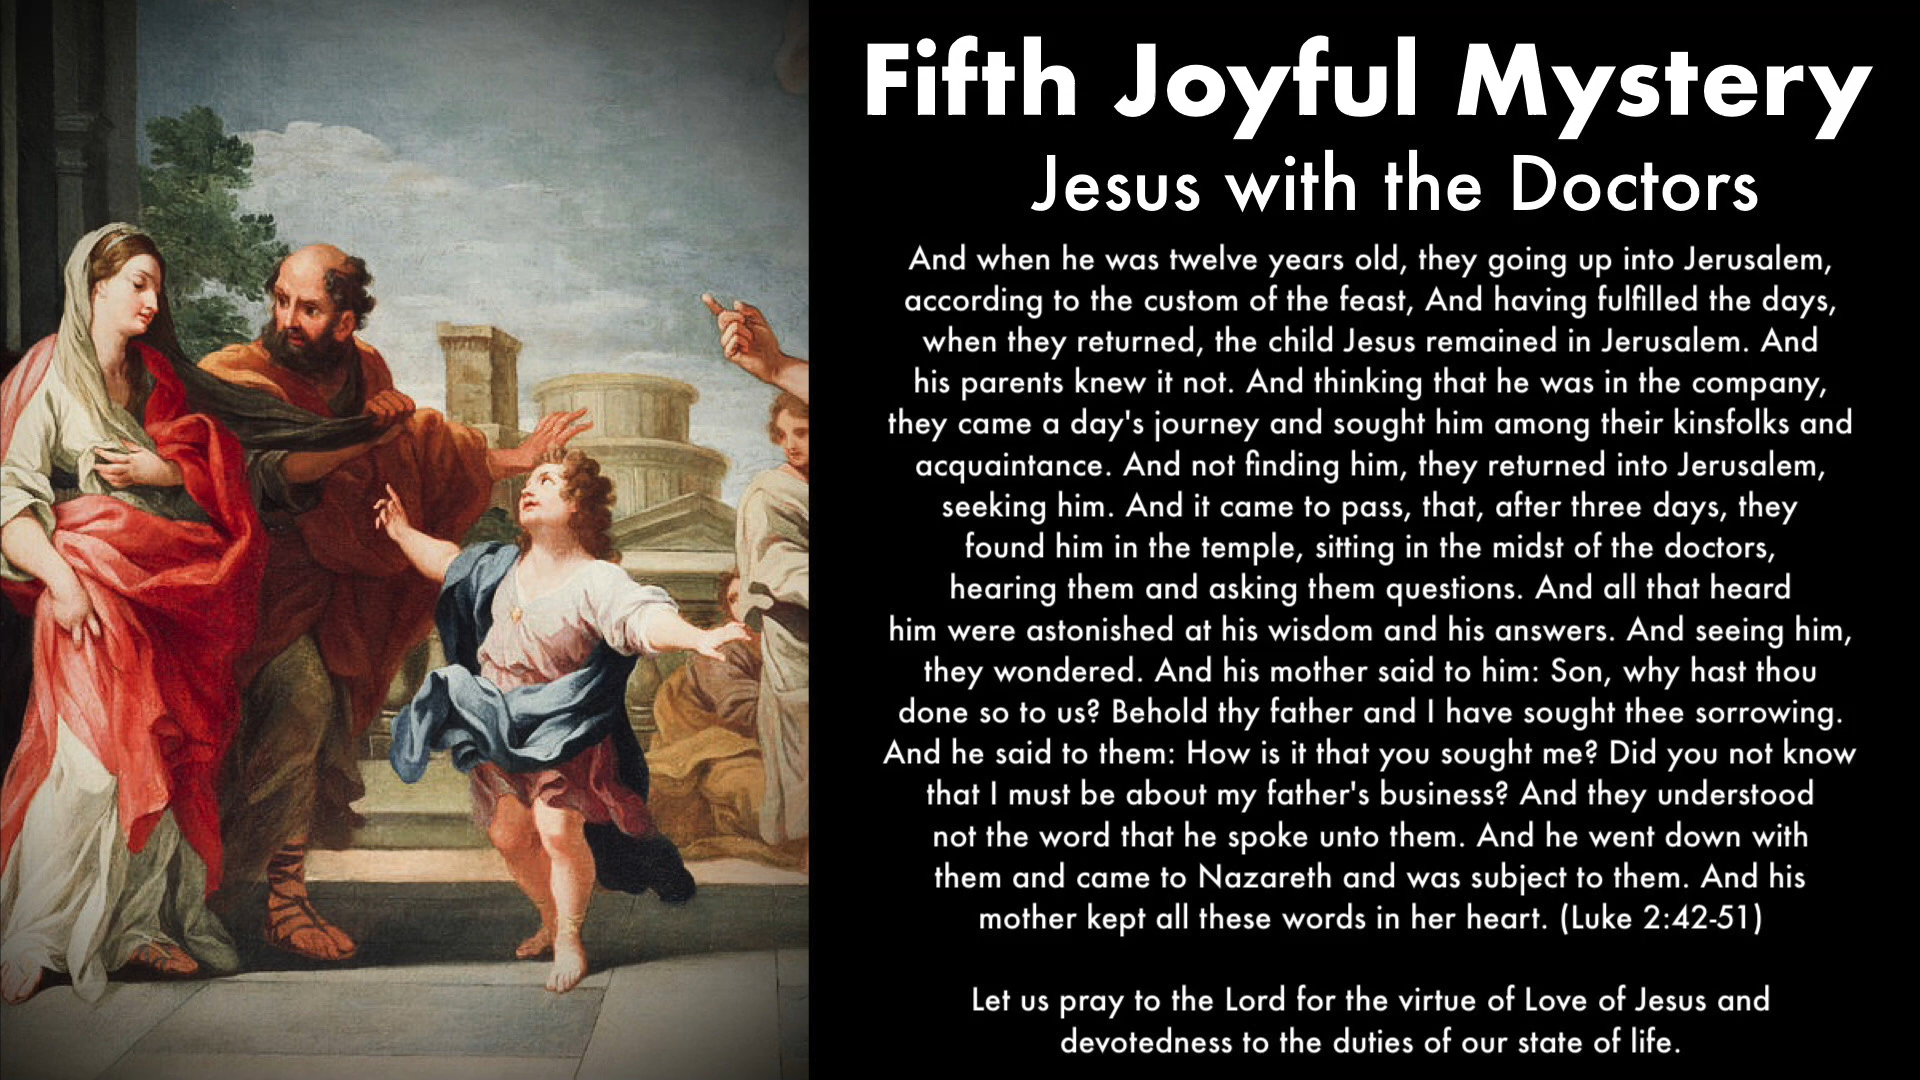 Fifth Joyful Mystery
Jesus with the Doctors
And when he was twelve years old, they going up into Jerusalem,
according to the custom of the feast, And having fulfilled the days,
when they returned, the child Jesus remained in Jerusalem. And
his parents knew it not. And thinking that he was in the company,
they came a day's journey and sought him among their kinsfolks and
acquaintance. And not finding him, they returned into Jerusalem,
seeking him. And it came to pass, that, after three days, they
found him in the temple, sitting in the midst of the doctors,
hearing them and asking them questions. And all that heard
him were astonished at his wisdom and his answers. And seeing him,
they wondered. And his mother said to him: Son, why hast thou
done so to us? Behold thy father and I have sought thee sorrowing.
And he said to them: How is it that you sought me? Did you not know
that I must be about my father's business? And they understood
not the word that he spoke unto them. And he went down with
them and came to Nazareth and was subject to them. And his
mother kept all these words in her heart. (Luke 2:42-51)
Let us pray to the Lord for the virtue of Love of Jesus and
devotedness to the duties of our state of life.